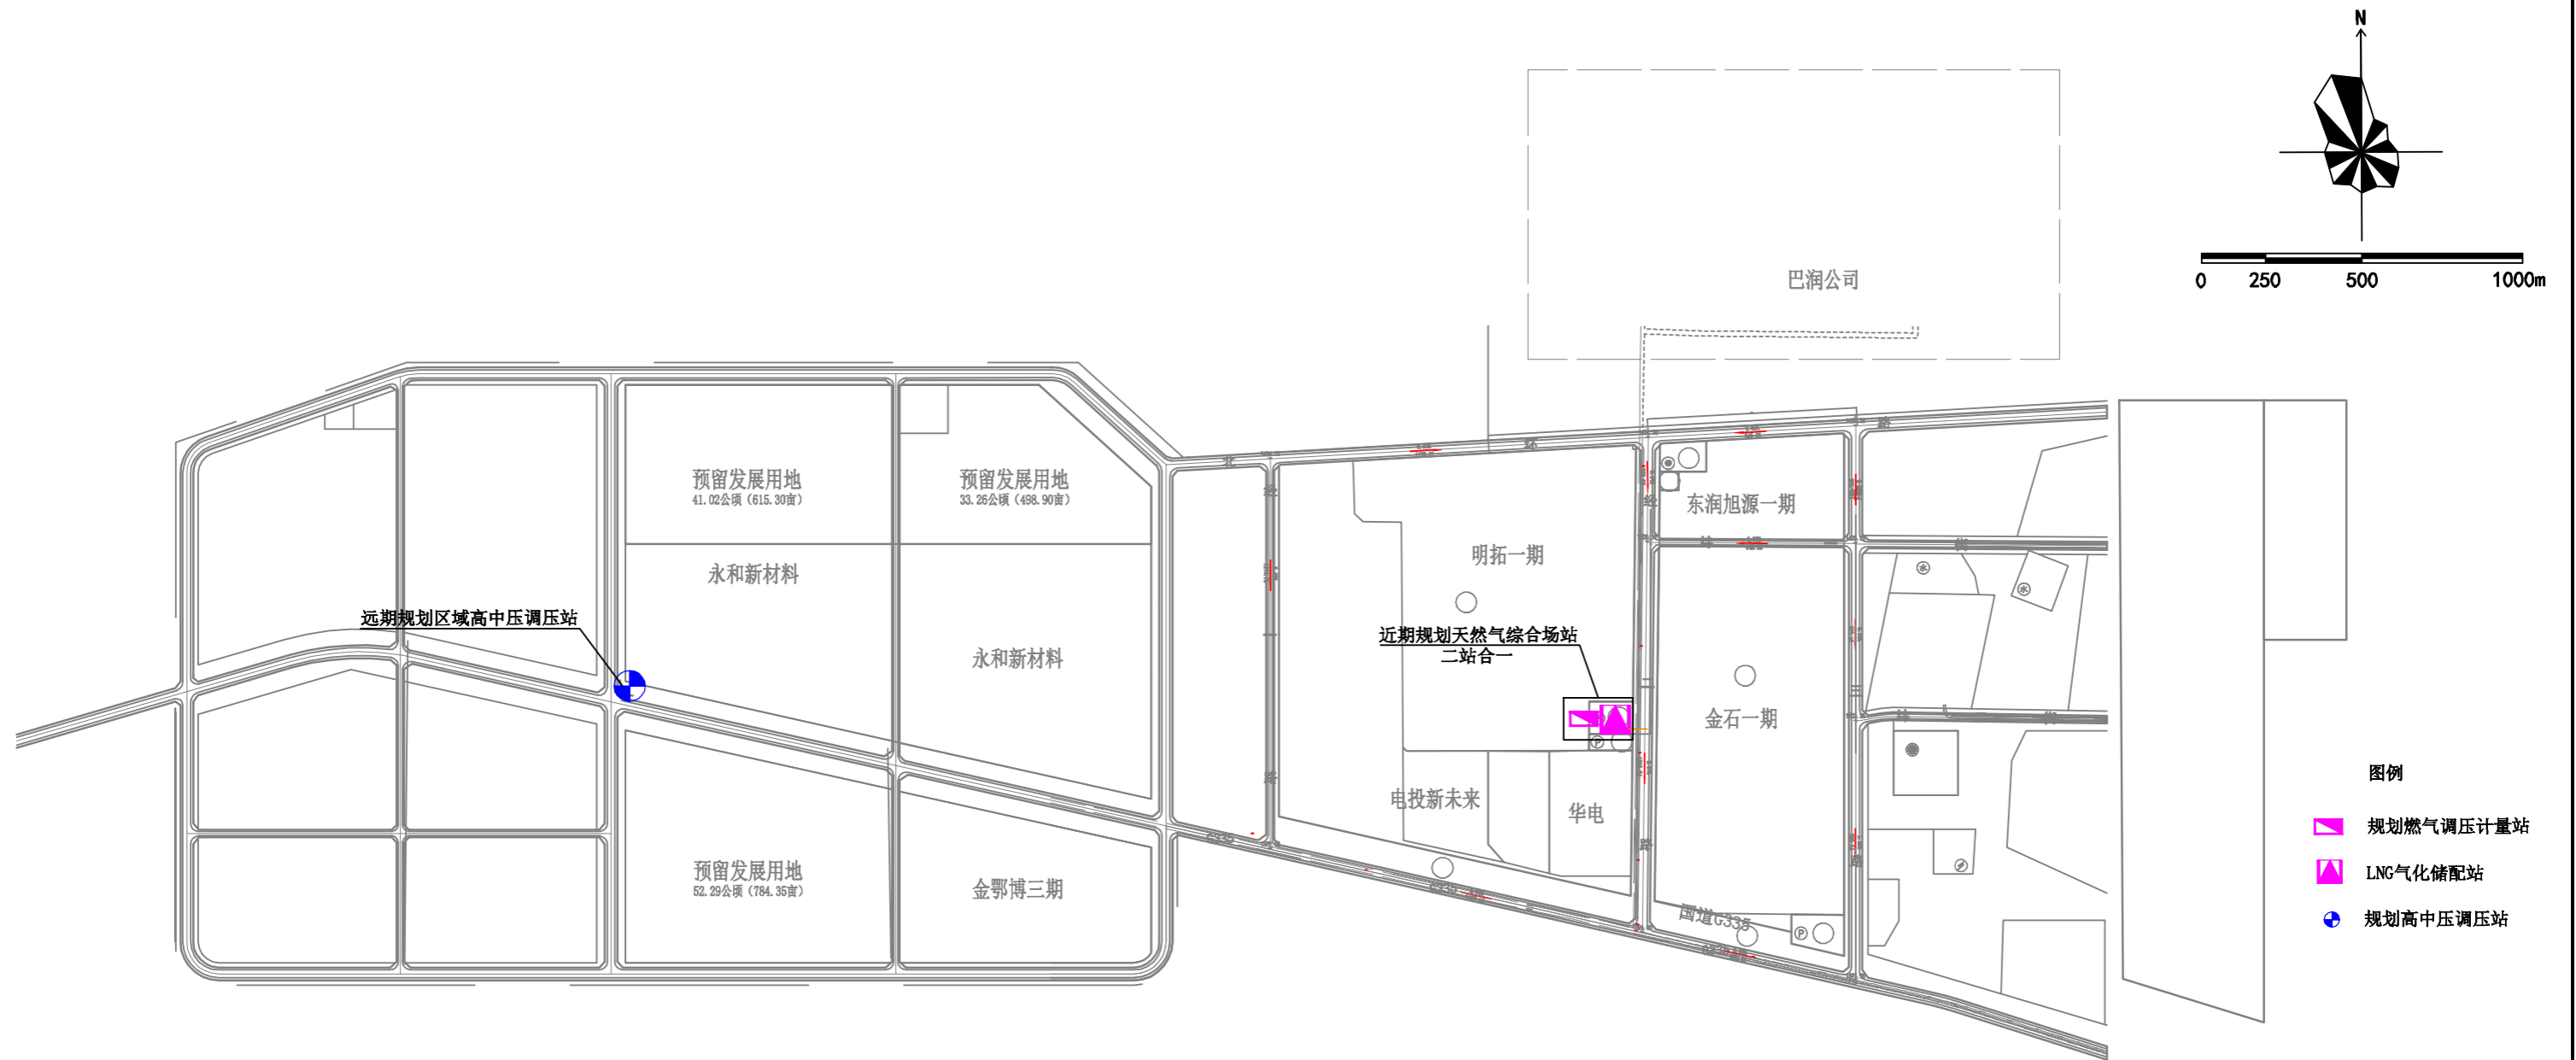 N
0 250 500 1000m
巴润公司
北 环 路
预留发展用地
41.02公顷（615.30亩）
预留发展用地
33.26公顷（498.90亩）
东润旭源一期
明拓一期
永和新材料
远期规划区域高中压调压站
近期规划天然气综合场站
二站合一
永和新材料
金石一期
图例
规划燃气调压计量站
LNG气化储配站
规划高中压调压站
电投新未来
华电
G335
预留发展用地
52.29公顷（784.35亩）
金鄂博三期
G335
国道G335
P
P
水
水